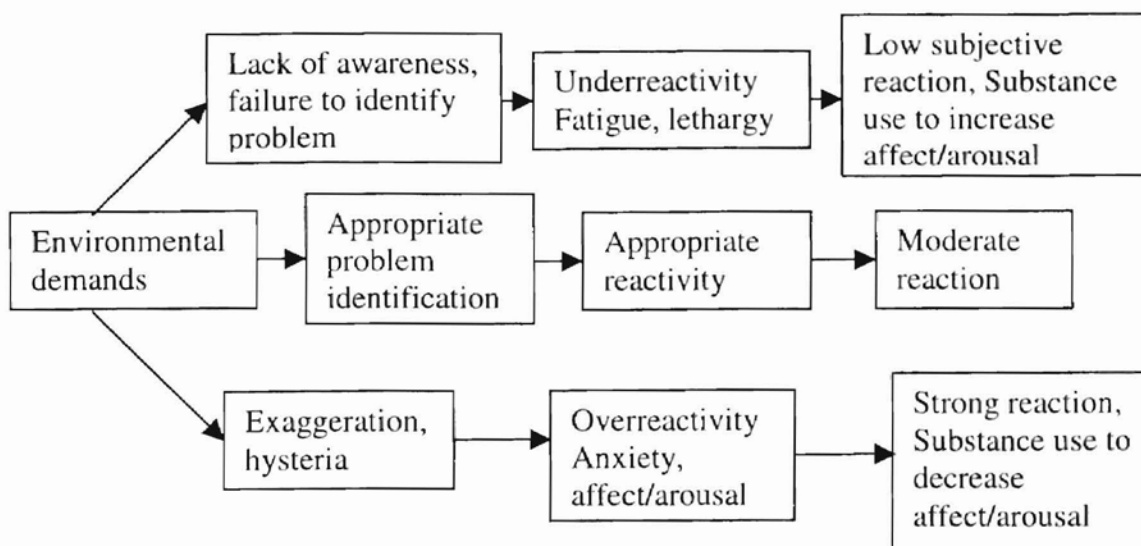 Lack of awareness,
failure to identify
problem
Underreactivity
Fatigue, lethargy
Low subjective
reaction, Substance
use to increase
affect/arousal
Environmental
demands
Appropriate
problem
identification
Appropriate
reactivity
Moderate
reaction
Exaggeration,
hysteria
Overreactivity
Anxiety,
affect/arousal
Strong reaction,
Substance use to
decrease
affect/arousal